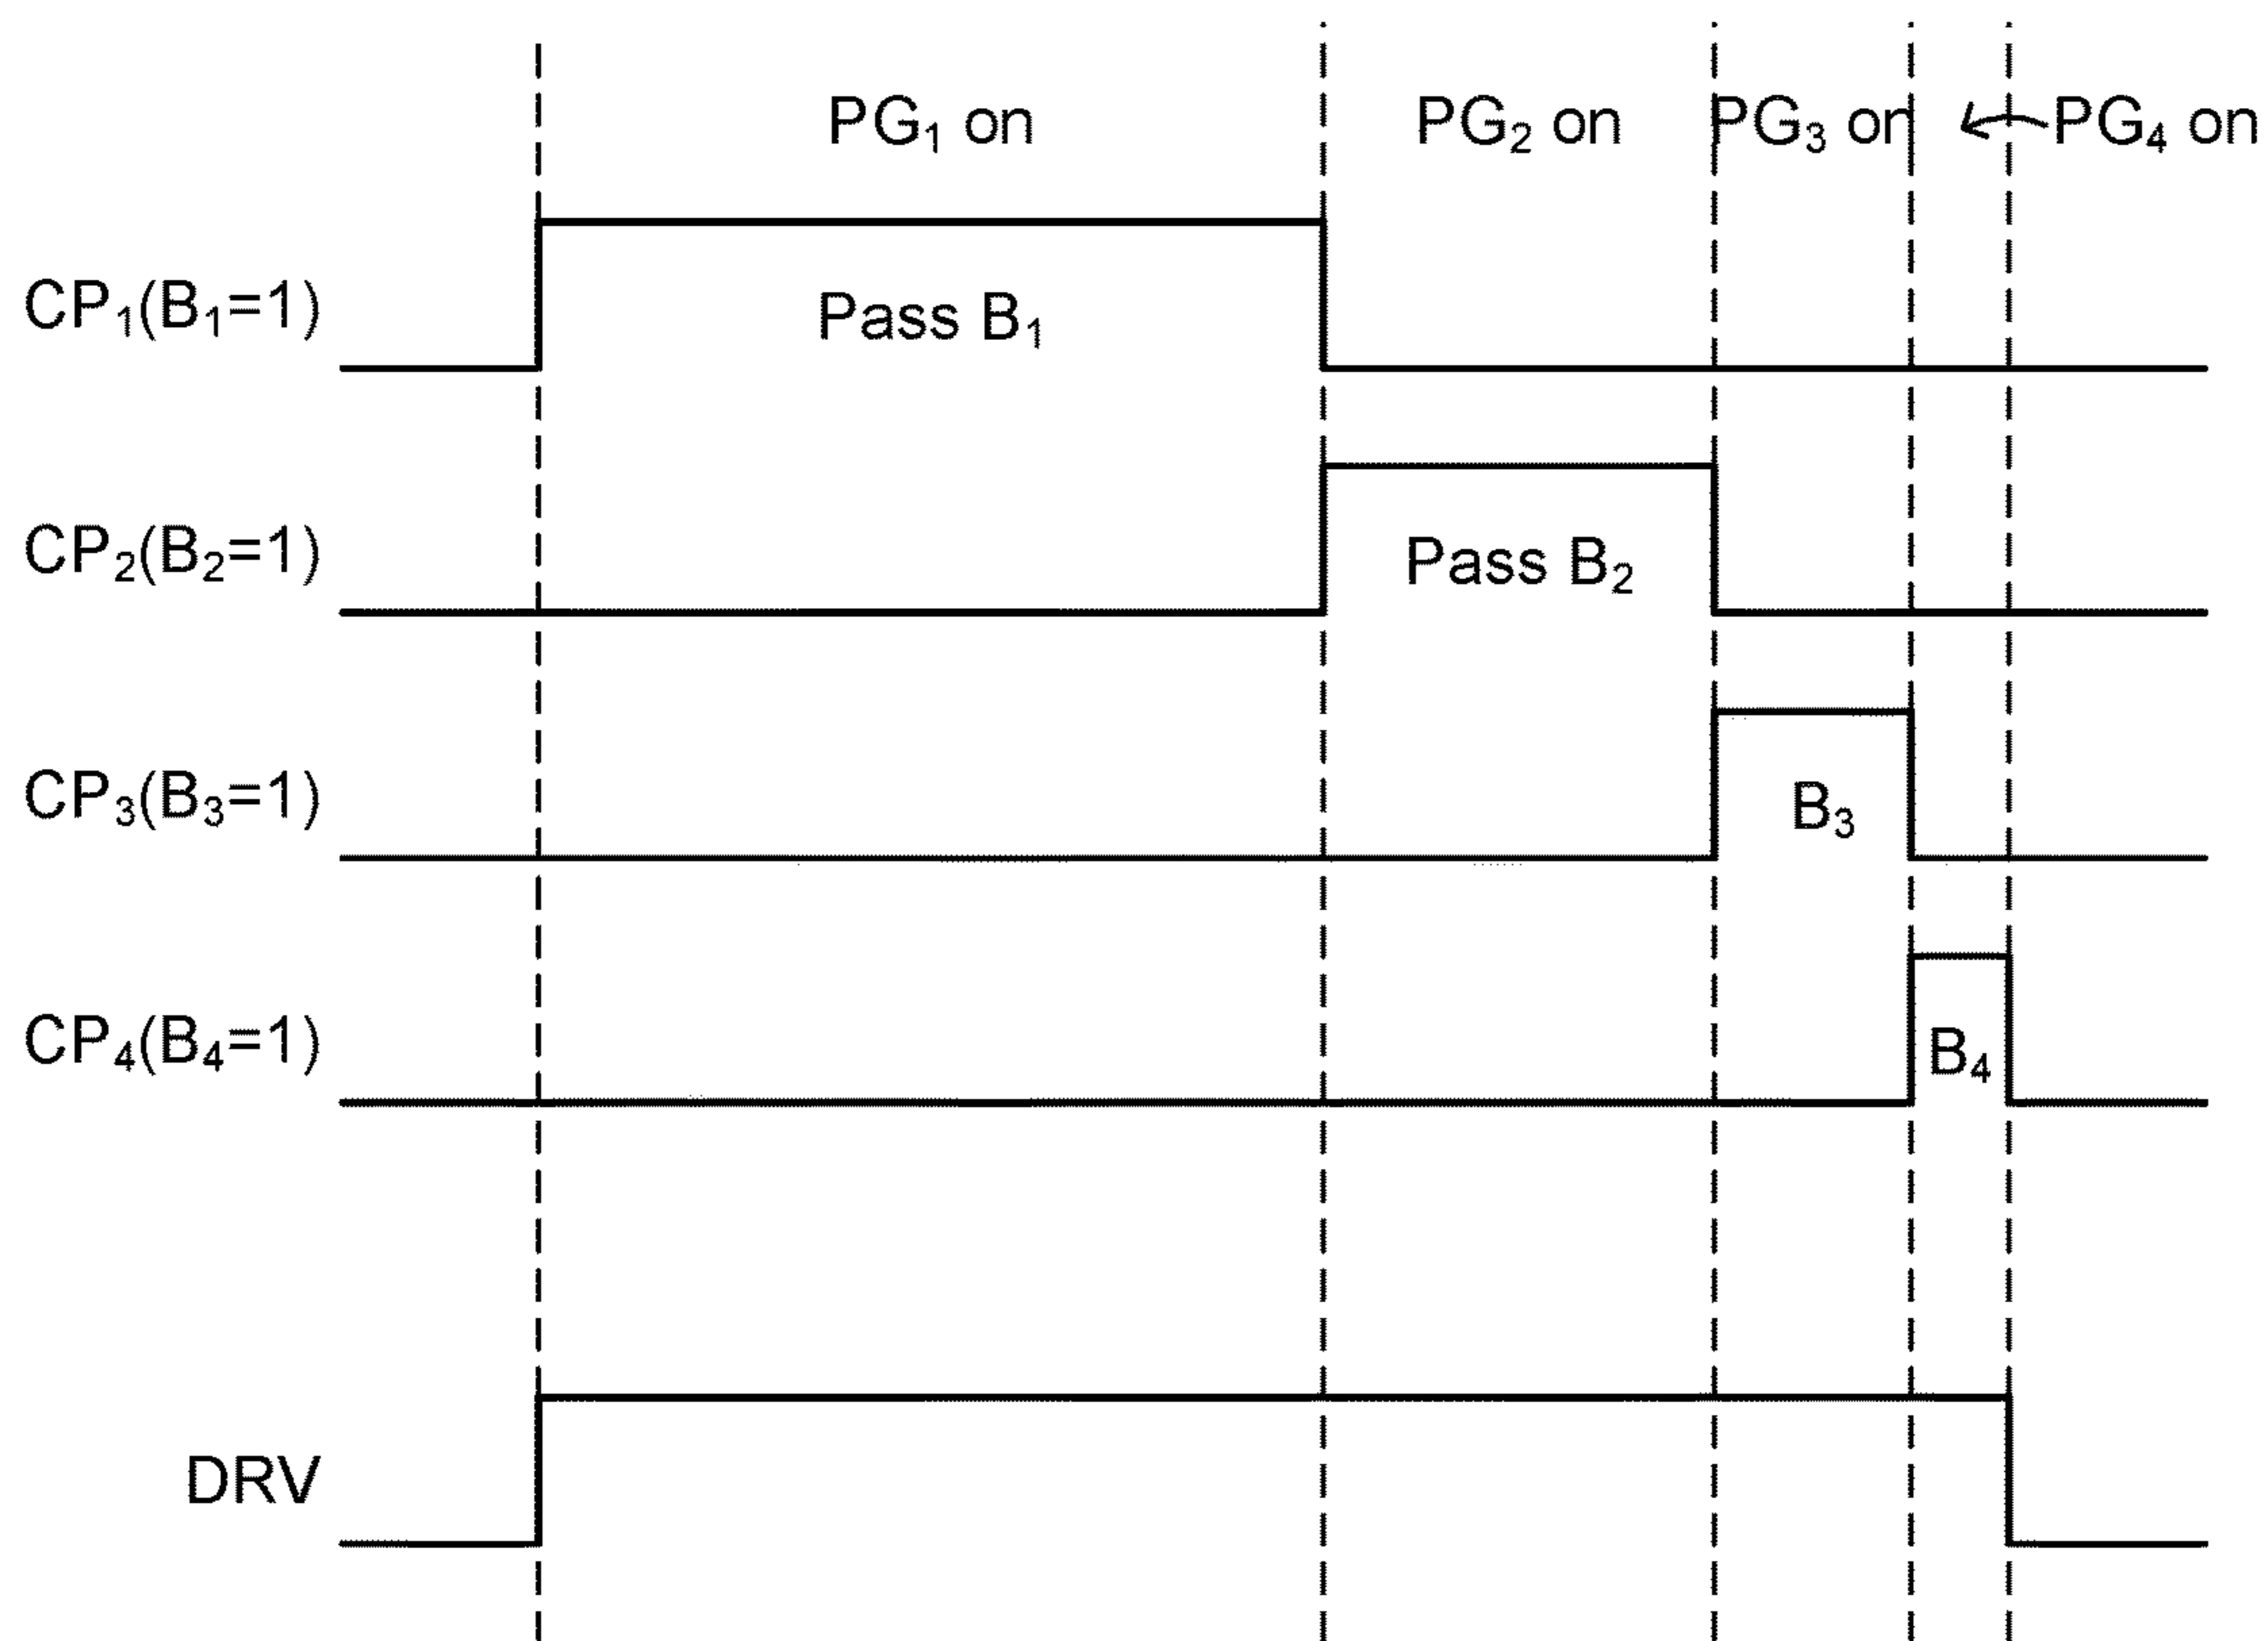 PG₁ on PG₂ on PG₃ on PG₄ on
CP₁(B₁=1) Pass B₁
CP₂(B₂=1) Pass B₂
CP₃(B₃=1) B₃
CP₄(B₄=1) B₄
DRV